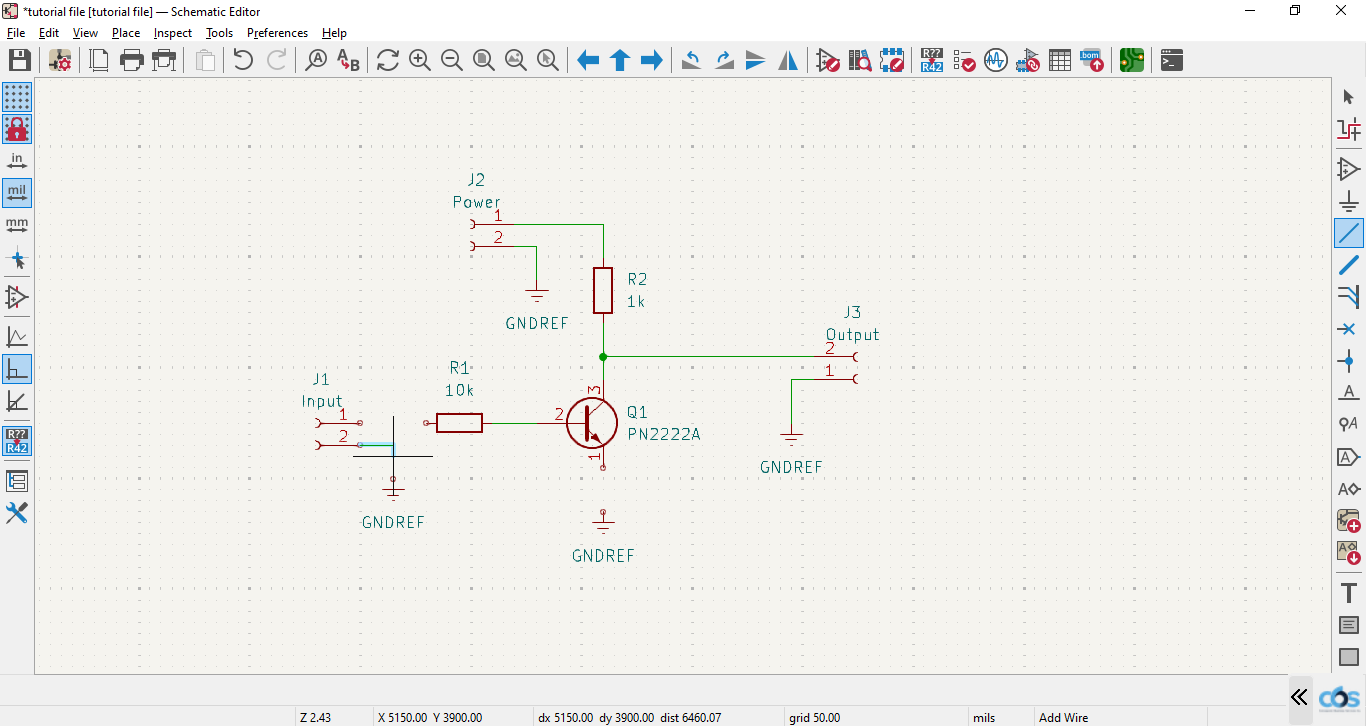 *tutorial file [tutorial file] — Schematic Editor
File Edit View Place Inspect Tools Preferences Help
A
A B
R??
R42
bom
in
mil
mm
R??
R42
J2
Power
1
2
GNDREF
R2
1k
J3
Output
2
1
GNDREF
R1
10k
J1
Input
1
2
GNDREF
2
3
1
Q1
PN2222A
GNDREF
A
A
A
A
A
T
Z 2.43
X 5150.00 Y 3900.00
dx 5150.00 dy 3900.00 dist 6460.07
grid 50.00
mils
Add Wire